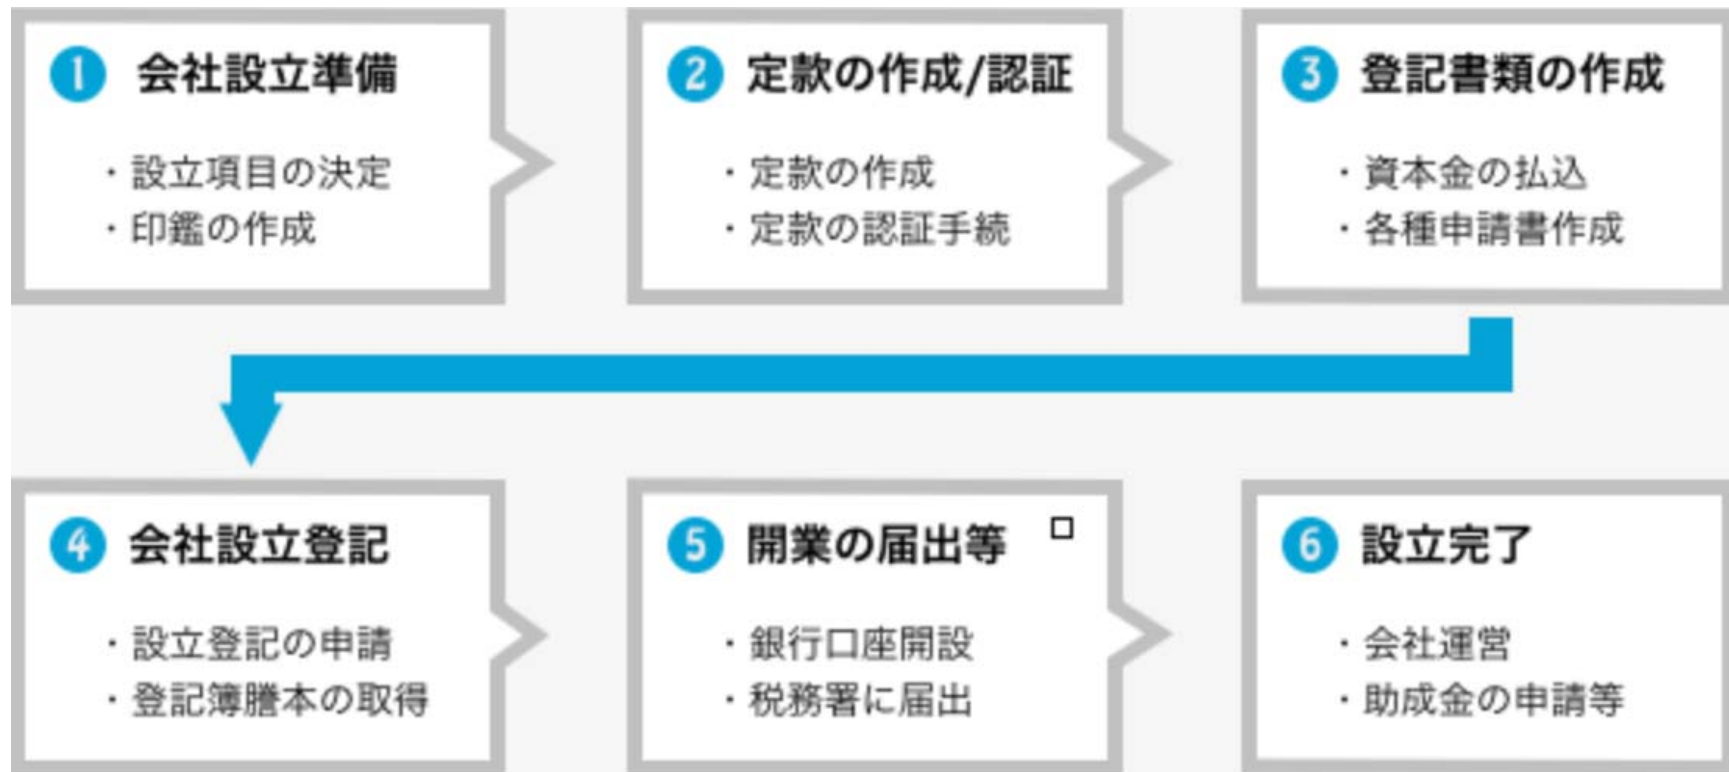 1 会社設立準備
・設立項目の決定
・印鑑の作成
2 定款の作成/認証
・定款の作成
・定款の認証手続
3 登記書類の作成
・資本金の払込
・各種申請書作成
4 会社設立登記
・設立登記の申請
・登記簿謄本の取得
5 開業の届出等
・銀行口座開設
・税務署に届出
6 設立完了
・会社運営
・助成金の申請等